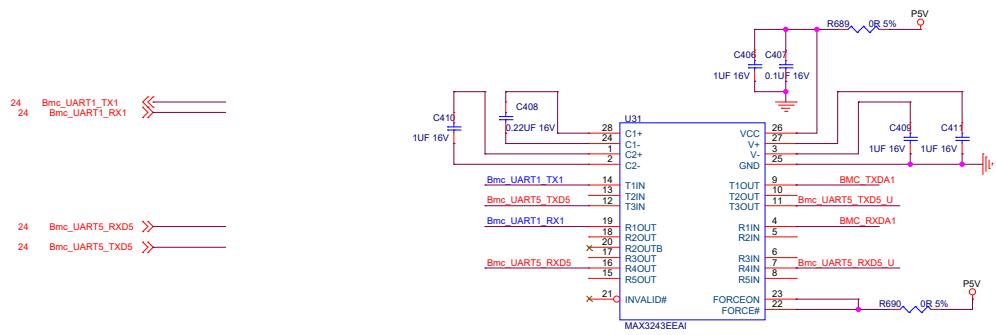 P5V
R689 0R 5%
C406 C407
1UF 16V 0.1UF 16V
24 Bmc_UART1_TX1
24 Bmc_UART1_RX1
C410
1UF 16V
C408
0.22UF 16V
U31
28 C1+ VCC 26
24 C1- V+ 27
1 C2+ V- 3
2 C2- GND 25
C409 C411
1UF 16V 1UF 16V
Bmc_UART1_TX1 14 T1IN T1OUT 9 BMC_TXDA1
13 T2IN T2OUT 10
Bmc_UART5_TXD5 12 T3IN T3OUT 11 Bmc_UART5_TXD5_U
Bmc_UART1_RX1 19 R1OUT R1IN 4 BMC_RXDA1
18 R2OUT R2IN 5
20 R2OUTB
17 R3OUT R3IN 6
Bmc_UART5_RXD5 16 R4OUT R4IN 7 Bmc_UART5_RXD5_U
15 R5OUT R5IN 8
24 Bmc_UART5_RXD5
24 Bmc_UART5_TXD5
21 INVALID# FORCEON 23
FORCE# 22
R690 0R 5%
P5V
MAX3243EEAI